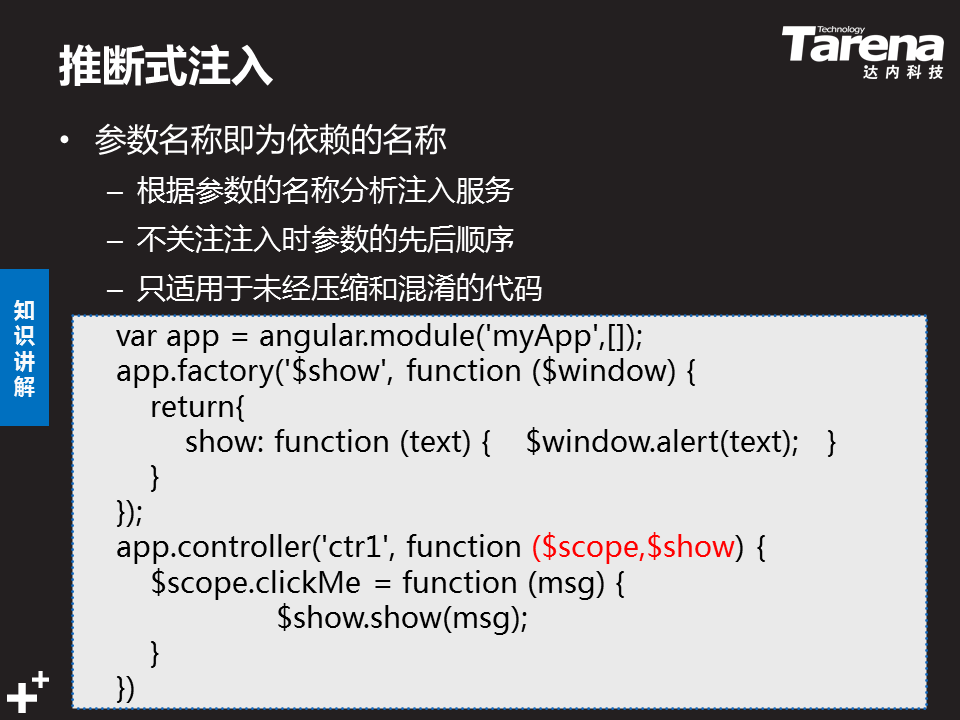 推断式注入
Technology
Tarena
达内科技
• 参数名称即为依赖的名称
– 根据参数的名称分析注入服务
– 不关注注入时参数的先后顺序
– 只适用于未经压缩和混淆的代码
知识讲解
var app = angular.module('myApp',[]);
app.factory('$show', function ($window) {
return{
show: function (text) { $window.alert(text); }
}
});
app.controller('ctr1', function ($scope,$show) {
$scope.clickMe = function (msg) {
$show.show(msg);
}
})